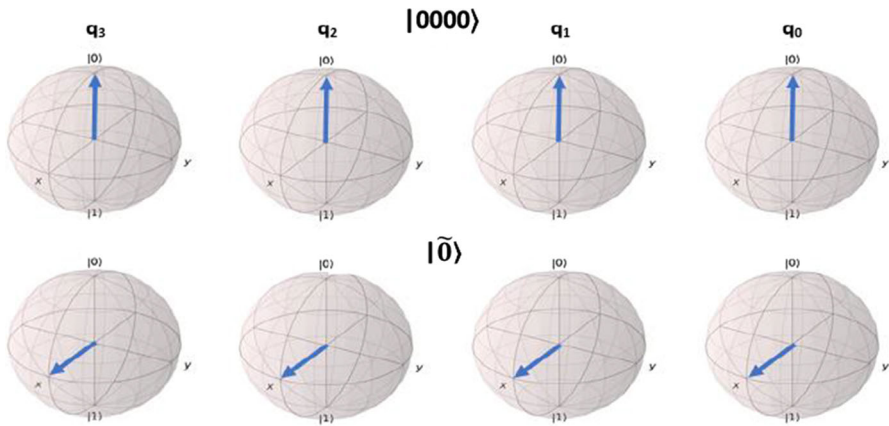 |0000⟩
q3 q2 q1 q0
|0⟩ |0⟩ |0⟩ |0⟩
x y x y x y x y
|1⟩ |1⟩ |1⟩ |1⟩
|0̃⟩
|0⟩ |0⟩ |0⟩ |0⟩
x y x y x y x y
|1⟩ |1⟩ |1⟩ |1⟩